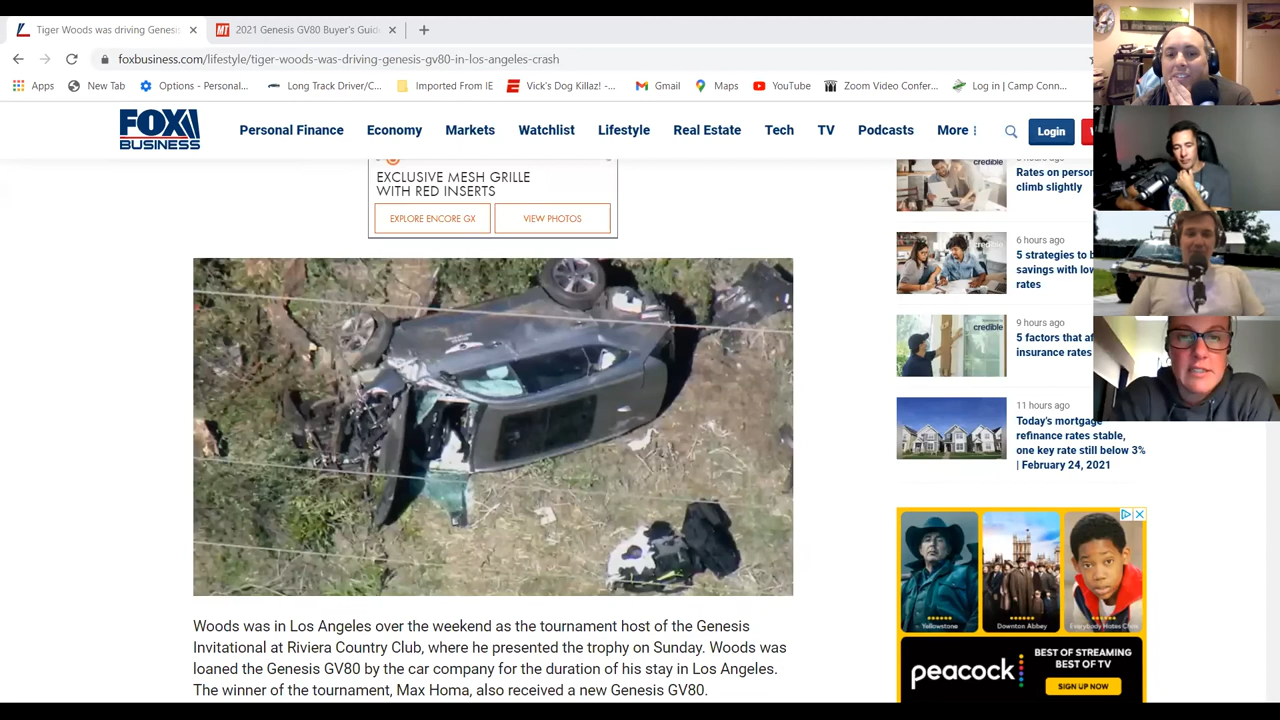 Tiger Woods was driving Genesis
2021 Genesis GV80 Buyer's Guid
foxbusiness.com/lifestyle/tiger-woods-was-driving-genesis-gv80-in-los-angeles-crash
Apps
New Tab
Options - Personal...
Long Track Driver/C...
Imported From IE
Vick's Dog Killaz! -...
Gmail
Maps
YouTube
Zoom Video Confer...
Log in | Camp Conn...
FOX
BUSINESS
Personal Finance
Economy
Markets
Watchlist
Lifestyle
Real Estate
Tech
TV
Podcasts
More
Login
EXCLUSIVE MESH GRILLE
WITH RED INSERTS
EXPLORE ENCORE GX
VIEW PHOTOS
Woods was in Los Angeles over the weekend as the tournament host of the Genesis
Invitational at Riviera Country Club, where he presented the trophy on Sunday. Woods was
loaned the Genesis GV80 by the car company for the duration of his stay in Los Angeles.
The winner of the tournament, Max Homa, also received a new Genesis GV80.
credible
Rates on person
climb slightly
credible
6 hours ago
5 strategies to b
savings with low
rates
credible
9 hours ago
5 factors that af
insurance rates
11 hours ago
Today's mortgage
refinance rates stable,
one key rate still below 3%
| February 24, 2021
Yellowstone
Downton Abbey
Everybody Hates Chris
peacock
BEST OF STREAMING
BEST OF TV
SIGN UP NOW